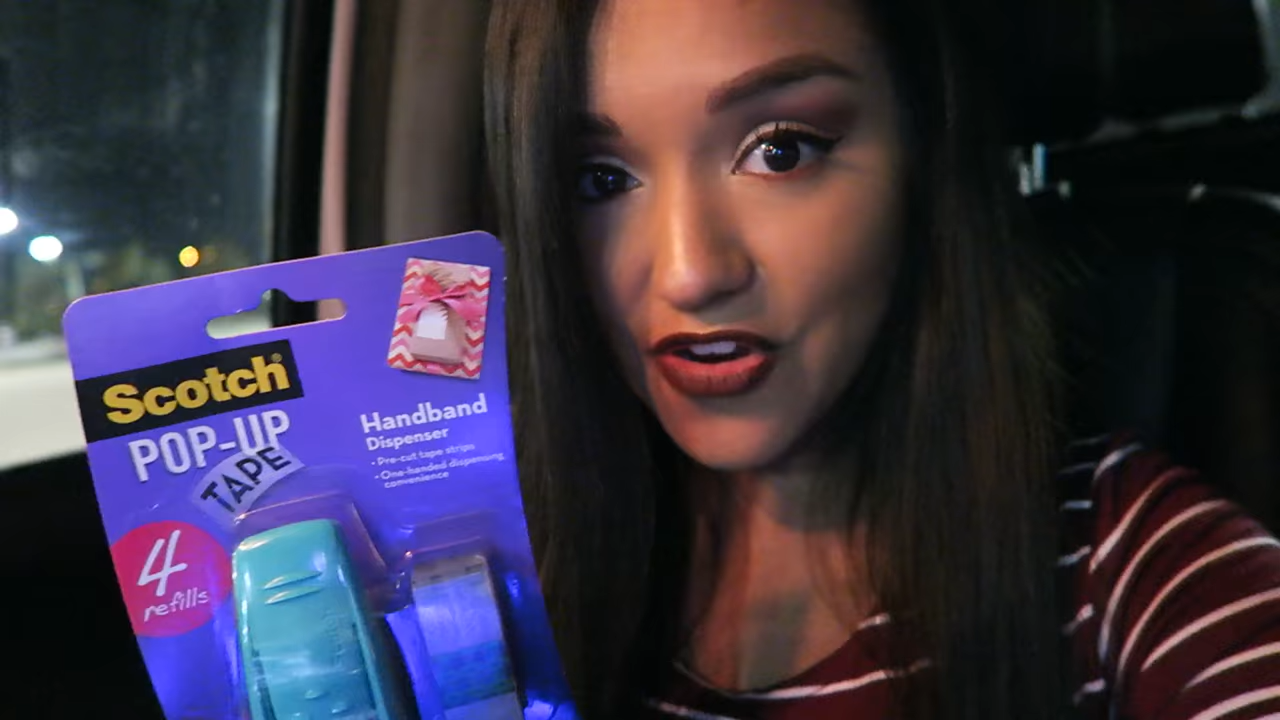 Scotch®
POP-UP
TAPE
Handband
Dispenser
• Pre-cut tape strips
• One-handed dispensing
convenience
4
refills